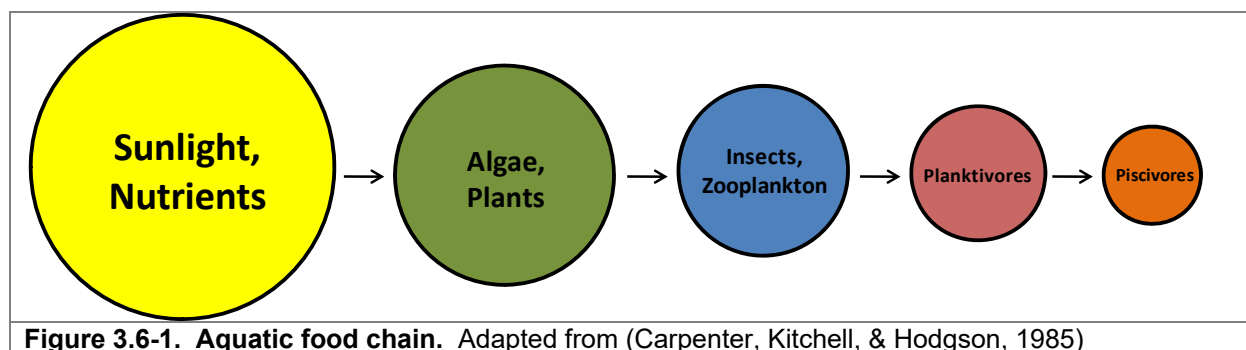 Sunlight,
Nutrients
Algae,
Plants
Insects,
Zooplankton
Planktivores
Piscivores
Figure 3.6-1. Aquatic food chain. Adapted from (Carpenter, Kitchell, & Hodgson, 1985)